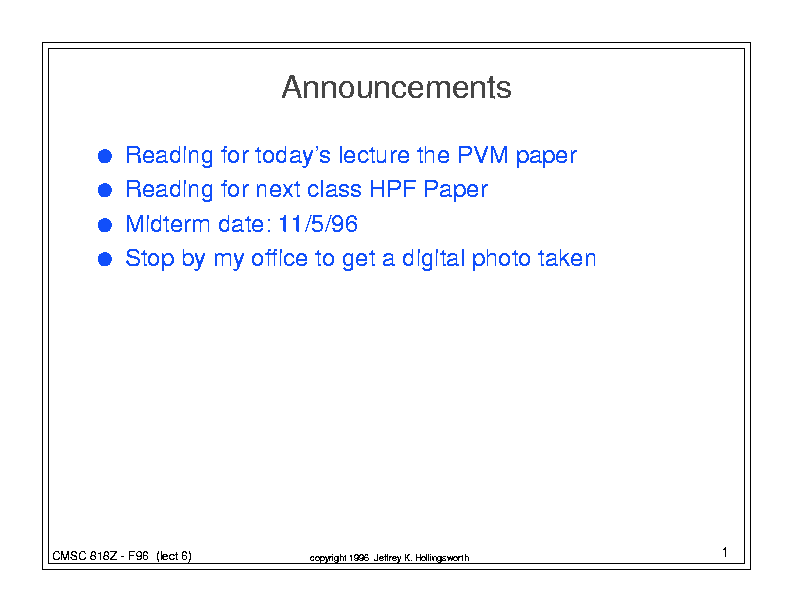 Announcements
● Reading for today's lecture the PVM paper
● Reading for next class HPF Paper
● Midterm date: 11/5/96
● Stop by my office to get a digital photo taken
CMSC 818Z - F96 (lect 6)
copyright 1996 Jeffrey K. Hollingsworth
1